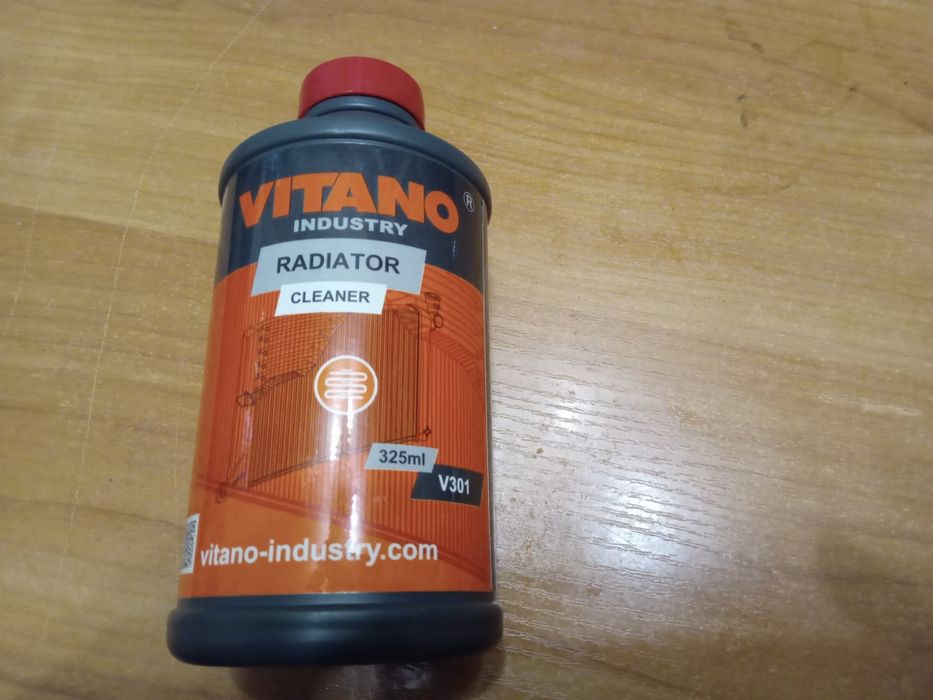 VITANO®
INDUSTRY
RADIATOR
CLEANER
325ml
V301
vitano-industry.com